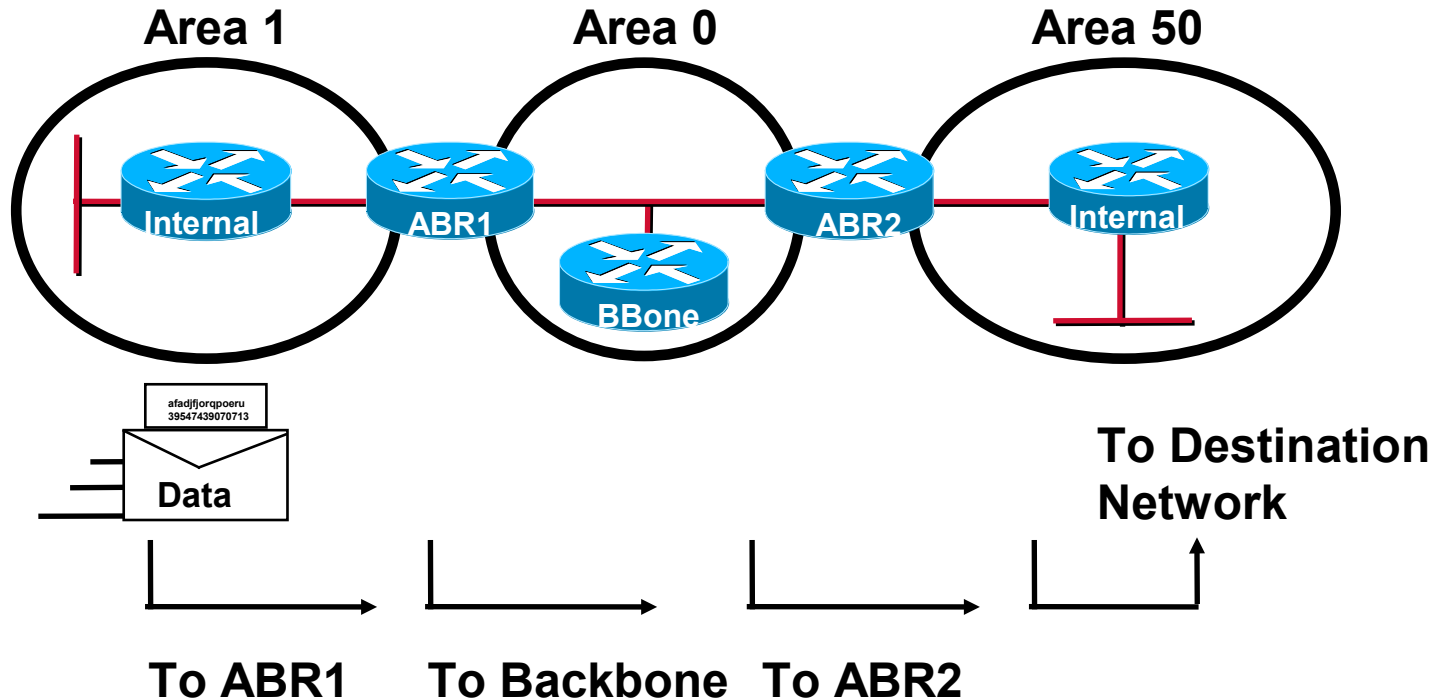 Area 1
Area 0
Area 50
Internal
ABR1
ABR2
Internal
BBone
afadjfjorqpoeru
39547439070713
Data
To Destination
Network
To ABR1
To Backbone
To ABR2